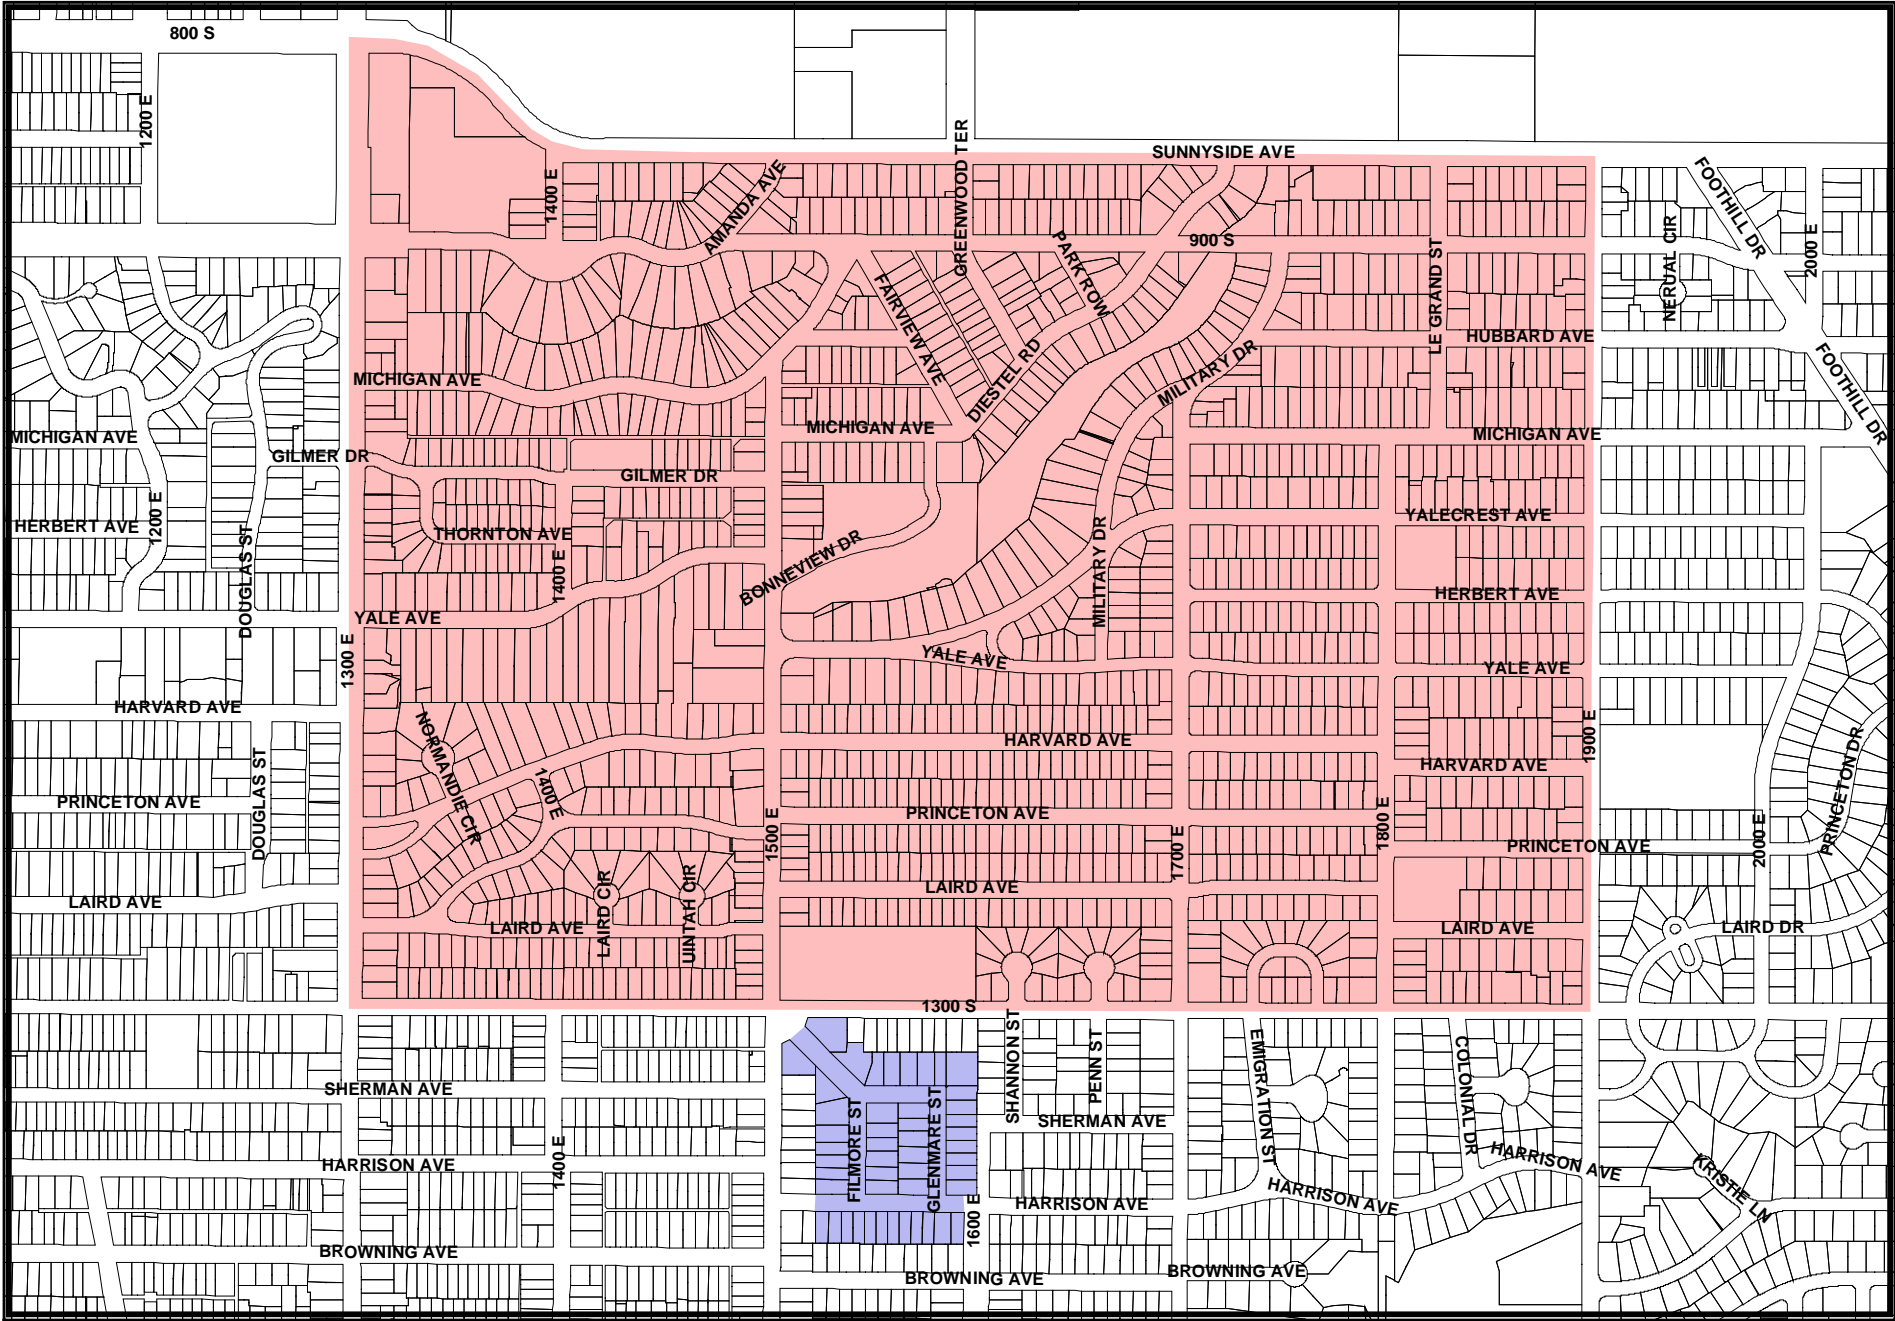 800 S
1200 E
SUNNYSIDE AVE
GREENWOOD TER
FOOTHILL DR
1400 E
AMANDA AVE
900 S
PARK ROW
LE GRAND ST
NERUAL CIR
2000 E
FAIRVIEW AVE
HUBBARD AVE
DIESTEL RD
MILITARY DR
FOOTHILL DR
MICHIGAN AVE
MICHIGAN AVE
MICHIGAN AVE
MICHIGAN AVE
GILMER DR
GILMER DR
HERBERT AVE
1200 E
DOUGLAS ST
THORNTON AVE
1400 E
BONNEVIEW DR
MILITARY DR
YALECREST AVE
HERBERT AVE
YALE AVE
1300 E
YALE AVE
YALE AVE
HARVARD AVE
NORMANDIE CIR
HARVARD AVE
1900 E
HARVARD AVE
PRINCETON DR
DOUGLAS ST
PRINCETON AVE
1400 E
1500 E
PRINCETON AVE
1700 E
1800 E
PRINCETON AVE
2000 E
LAIRD AVE
LAIRD AVE
LAIRD CIR
UINTAH CIR
LAIRD AVE
LAIRD AVE
LAIRD DR
1300 S
SHANNON ST
PENN ST
EMIGRATION ST
COLONIAL DR
SHERMAN AVE
FILMORE ST
GLENMARE ST
SHERMAN AVE
HARRISON AVE
1400 E
HARRISON AVE
HARRISON AVE
HARRISON AVE
KRISTIE LN
1600 E
BROWNING AVE
BROWNING AVE
BROWNING AVE